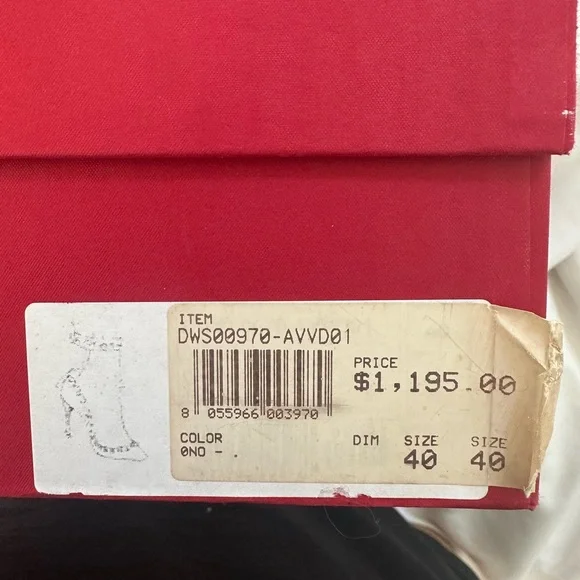 ITEM
DWS00970-AVVD01
PRICE
$1,195.00
8 055966 003970
COLOR DIM SIZE SIZE
0NO - . 40 40